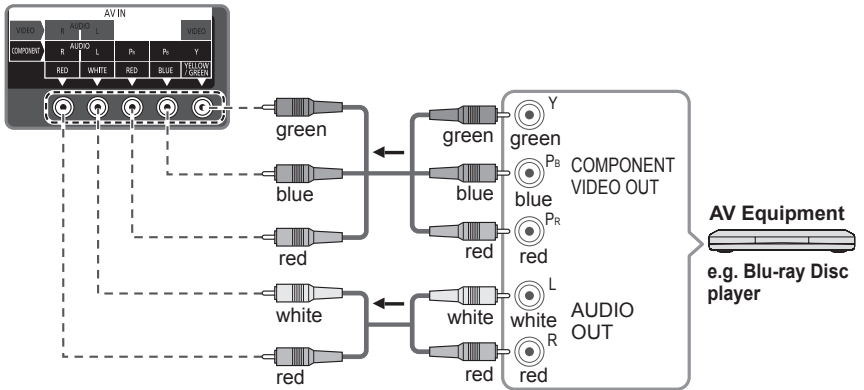 AV IN
VIDEO R AUDIO L VIDEO
COMPONENT R AUDIO L PR PB Y
RED WHITE RED BLUE YELLOW / GREEN
green green green Y
blue blue blue PB
COMPONENT VIDEO OUT
red red red PR
white white white L
AUDIO OUT
red red red R
AV Equipment
e.g. Blu-ray Disc
player